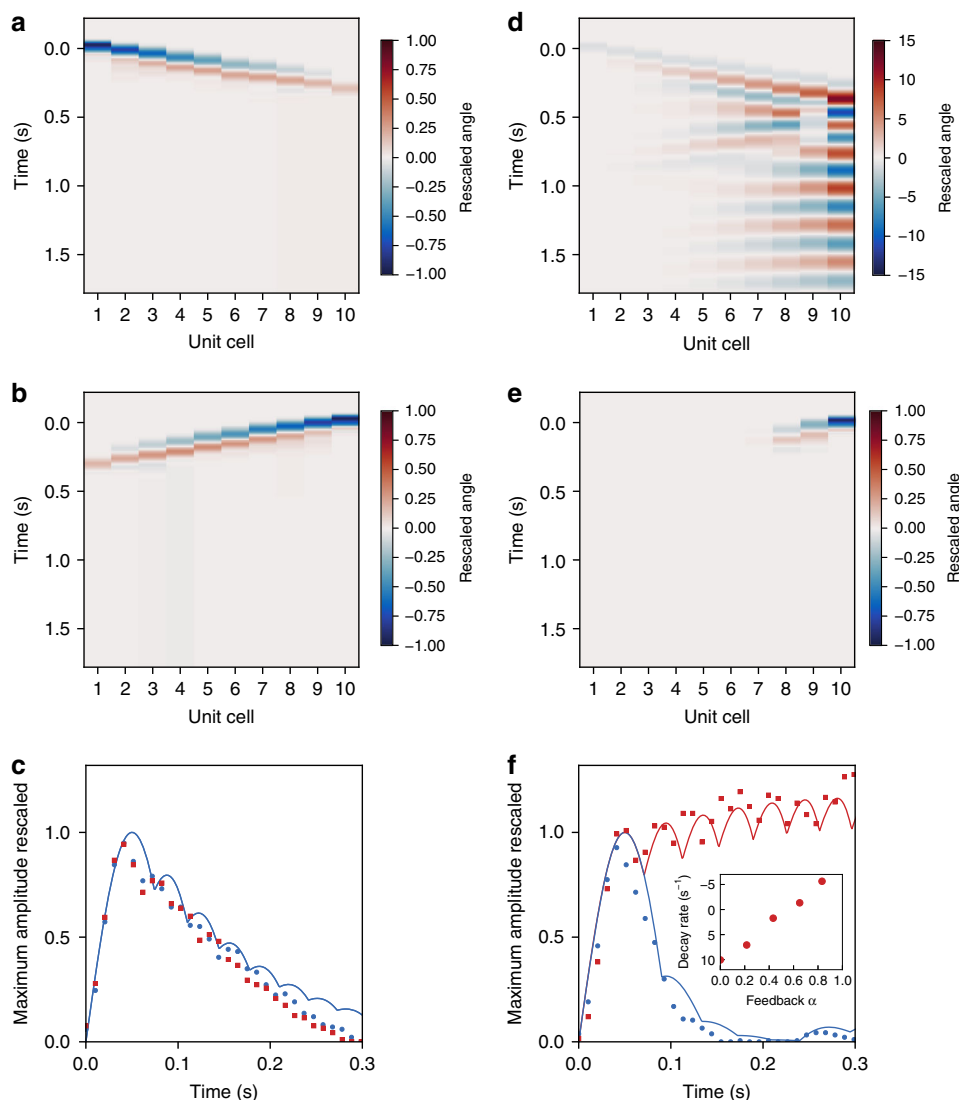 a
Time (s)
0.0
0.5
1.0
1.5
1 2 3 4 5 6 7 8 9 10
Unit cell
1.00
0.75
0.50
0.25
0.00
−0.25
−0.50
−0.75
−1.00
Rescaled angle
d
Time (s)
0.0
0.5
1.0
1.5
1 2 3 4 5 6 7 8 9 10
Unit cell
15
10
5
0
−5
−10
−15
Rescaled angle
b
Time (s)
0.0
0.5
1.0
1.5
1 2 3 4 5 6 7 8 9 10
Unit cell
1.00
0.75
0.50
0.25
0.00
−0.25
−0.50
−0.75
−1.00
Rescaled angle
e
Time (s)
0.0
0.5
1.0
1.5
1 2 3 4 5 6 7 8 9 10
Unit cell
1.00
0.75
0.50
0.25
0.00
−0.25
−0.50
−0.75
−1.00
Rescaled angle
c
Maximum amplitude rescaled
1.0
0.5
0.0
0.0 0.1 0.2 0.3
Time (s)
f
Maximum amplitude rescaled
1.0
0.5
0.0
0.0 0.1 0.2 0.3
Time (s)
Decay rate (s⁻¹)
−5
0
5
10
0.0 0.2 0.4 0.6 0.8 1.0
Feedback α